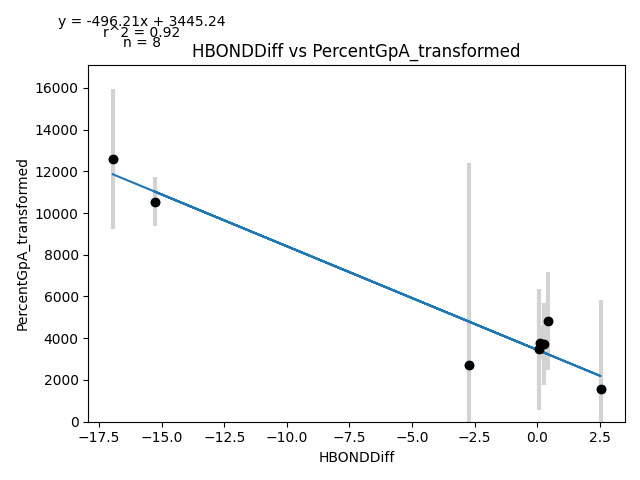 y = -496.21x + 3445.24
r^2 = 0.92
n = 8
HBONDDiff vs PercentGpA_transformed
PercentGpA_transformed
16000
14000
12000
10000
8000
6000
4000
2000
0
−17.5 −15.0 −12.5 −10.0 −7.5 −5.0 −2.5 0.0 2.5
HBONDDiff